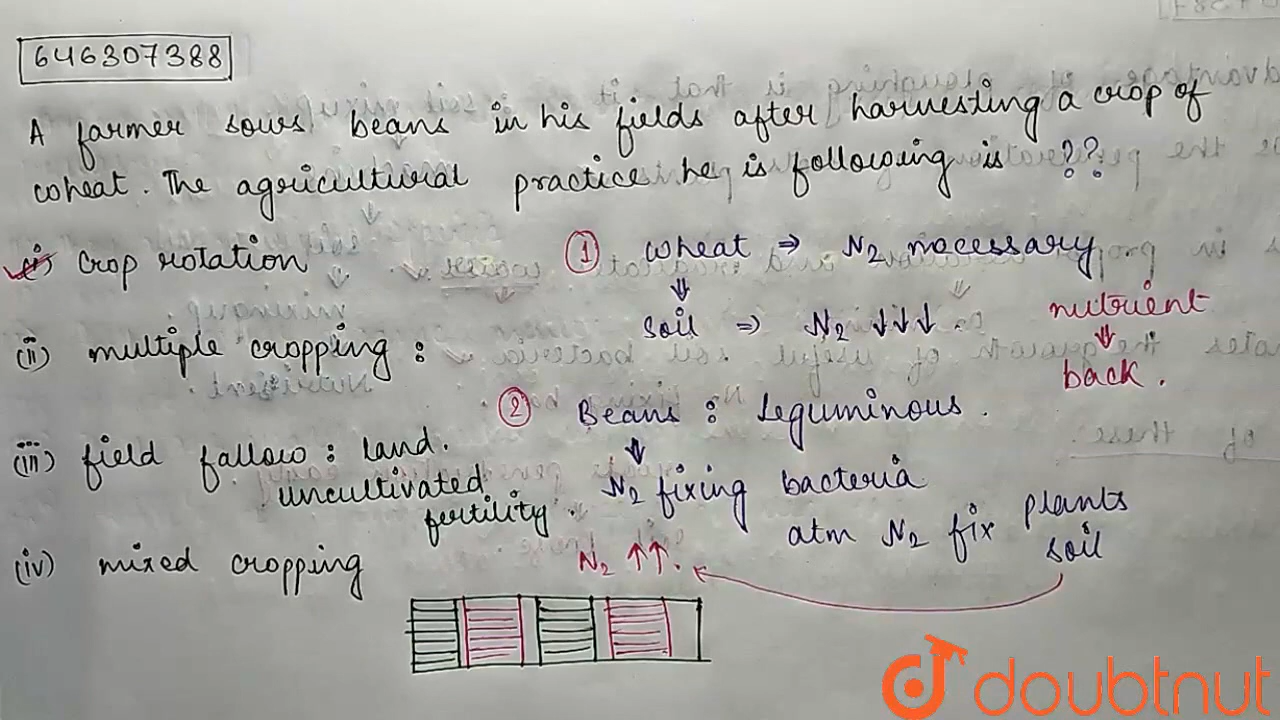 646307388
A farmer sows beans in his fields after harvesting a crop of
wheat. The agricultural practice he is following is ??
(i) crop rotation
(ii) multiple cropping :
(iii) field fallow : land.
uncultivated
fertility.
(iv) mixed cropping
① wheat ⇒ N2 nacessary
⇓
soil ⇒ N2 ↓↓↓.
nutrient
⇓
back.
② Beans : Leguminous.
⇓
N2 fixing bacteria
atm N2 fix plants
soil
N2 ↑↑.
doubtnut